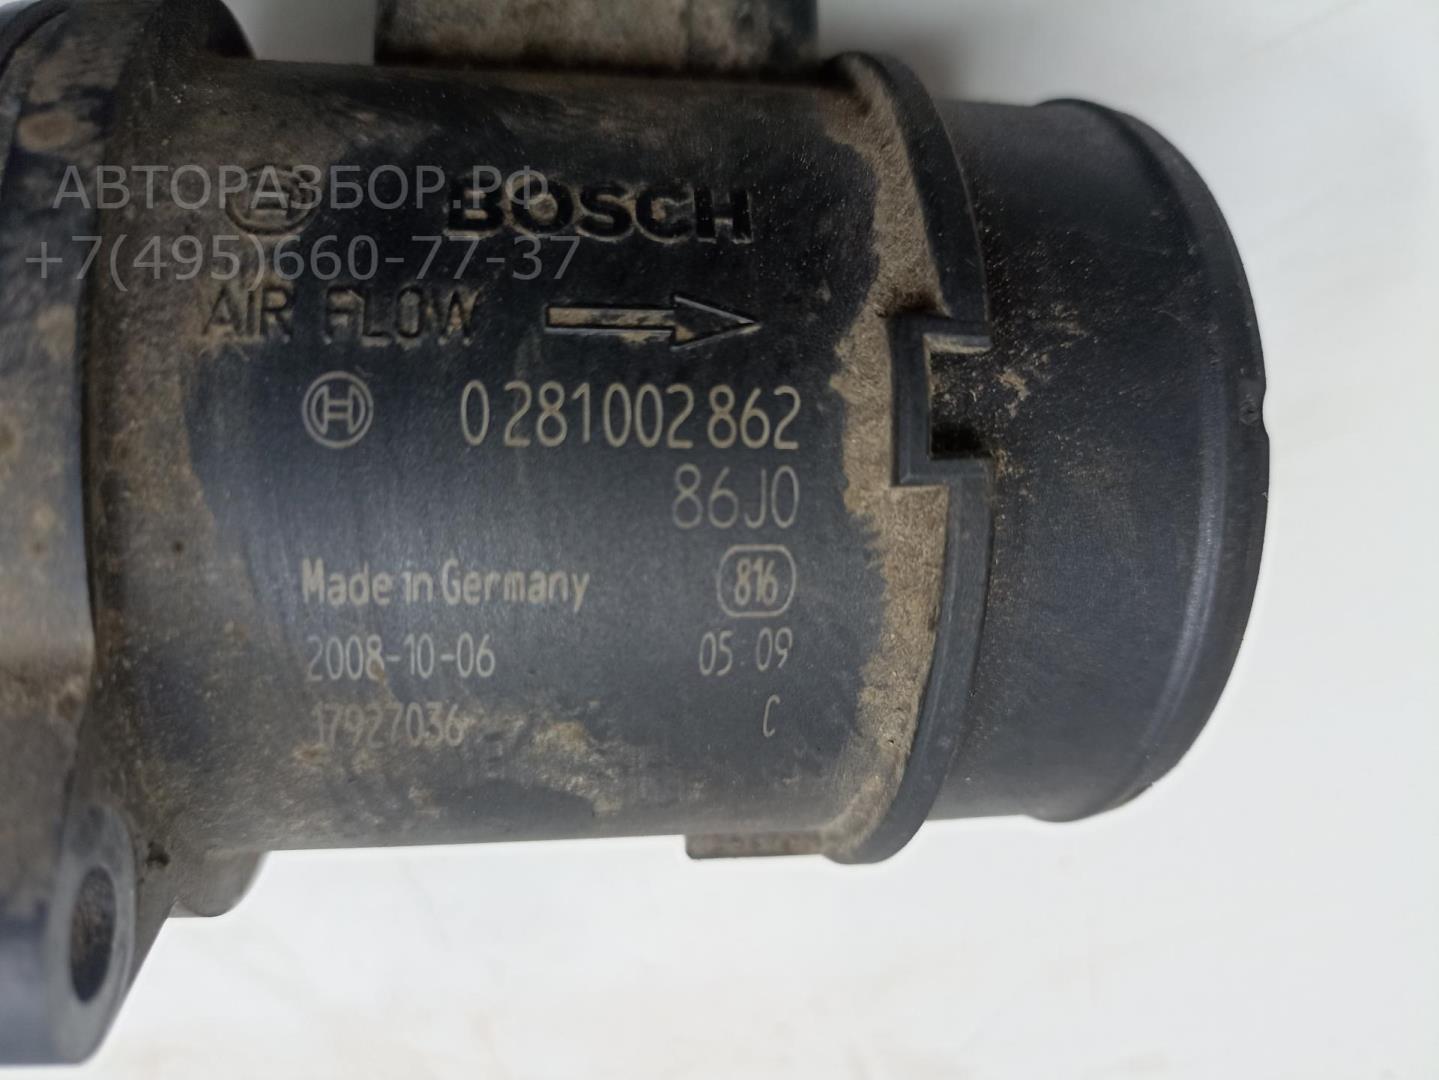 АВТОРАЗБОР.РФ
BOSCH
+7(495)660-77-37
AIR FLOW
0 281 002 862
86J0
Made in Germany 816
2008-10-06 05:09
17927036 C